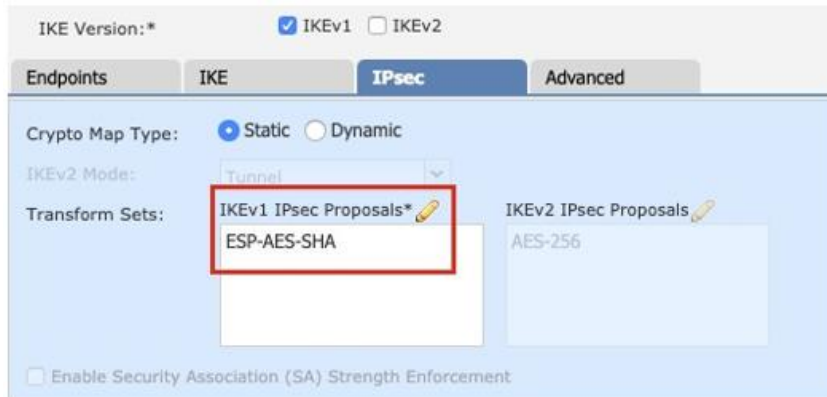 IKE Version:* IKEv1 IKEv2
Endpoints IKE IPsec Advanced
Crypto Map Type: Static Dynamic
IKEv2 Mode: Tunnel
Transform Sets: IKEv1 IPsec Proposals* IKEv2 IPsec Proposals
ESP-AES-SHA AES-256
Enable Security Association (SA) Strength Enforcement